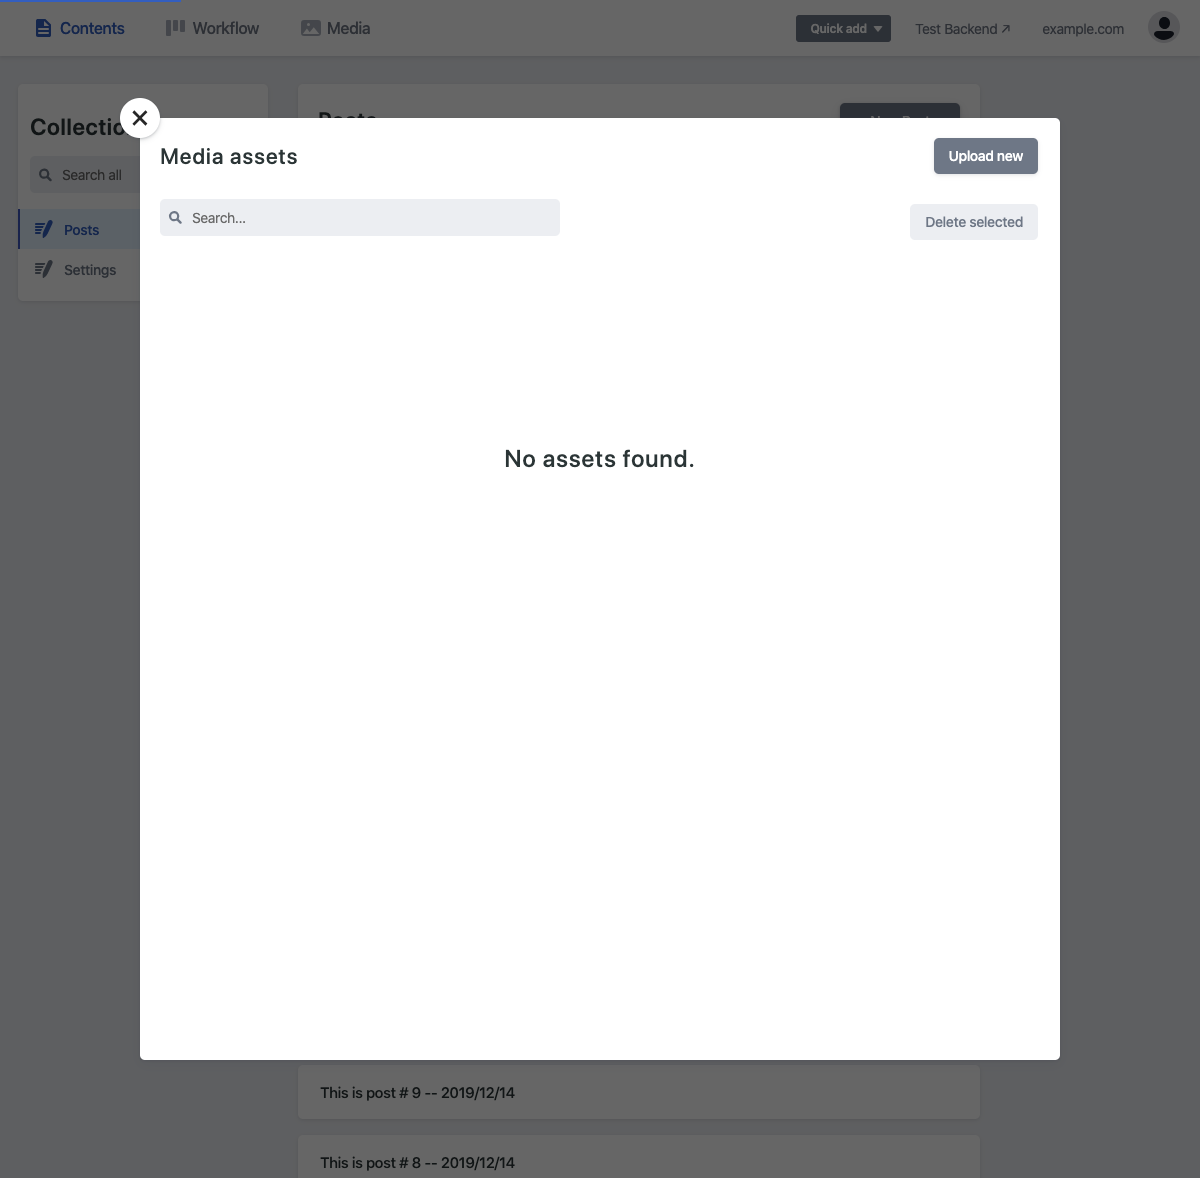 Contents
Workflow
Media
Quick add
Test Backend
example.com
Collectio
Posts
Search all
Posts
Settings
Media assets
Upload new
Search...
Delete selected
No assets found.
This is post # 9 -- 2019/12/14
This is post # 8 -- 2019/12/14